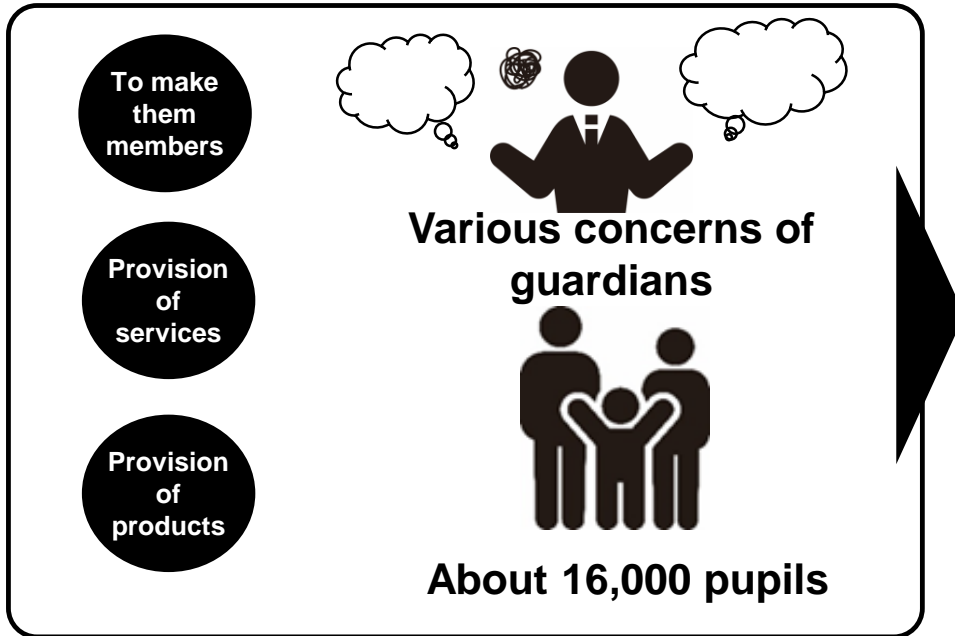 To make
them
members
Provision
of
services
Provision
of
products
Various concerns of
guardians
About 16,000 pupils